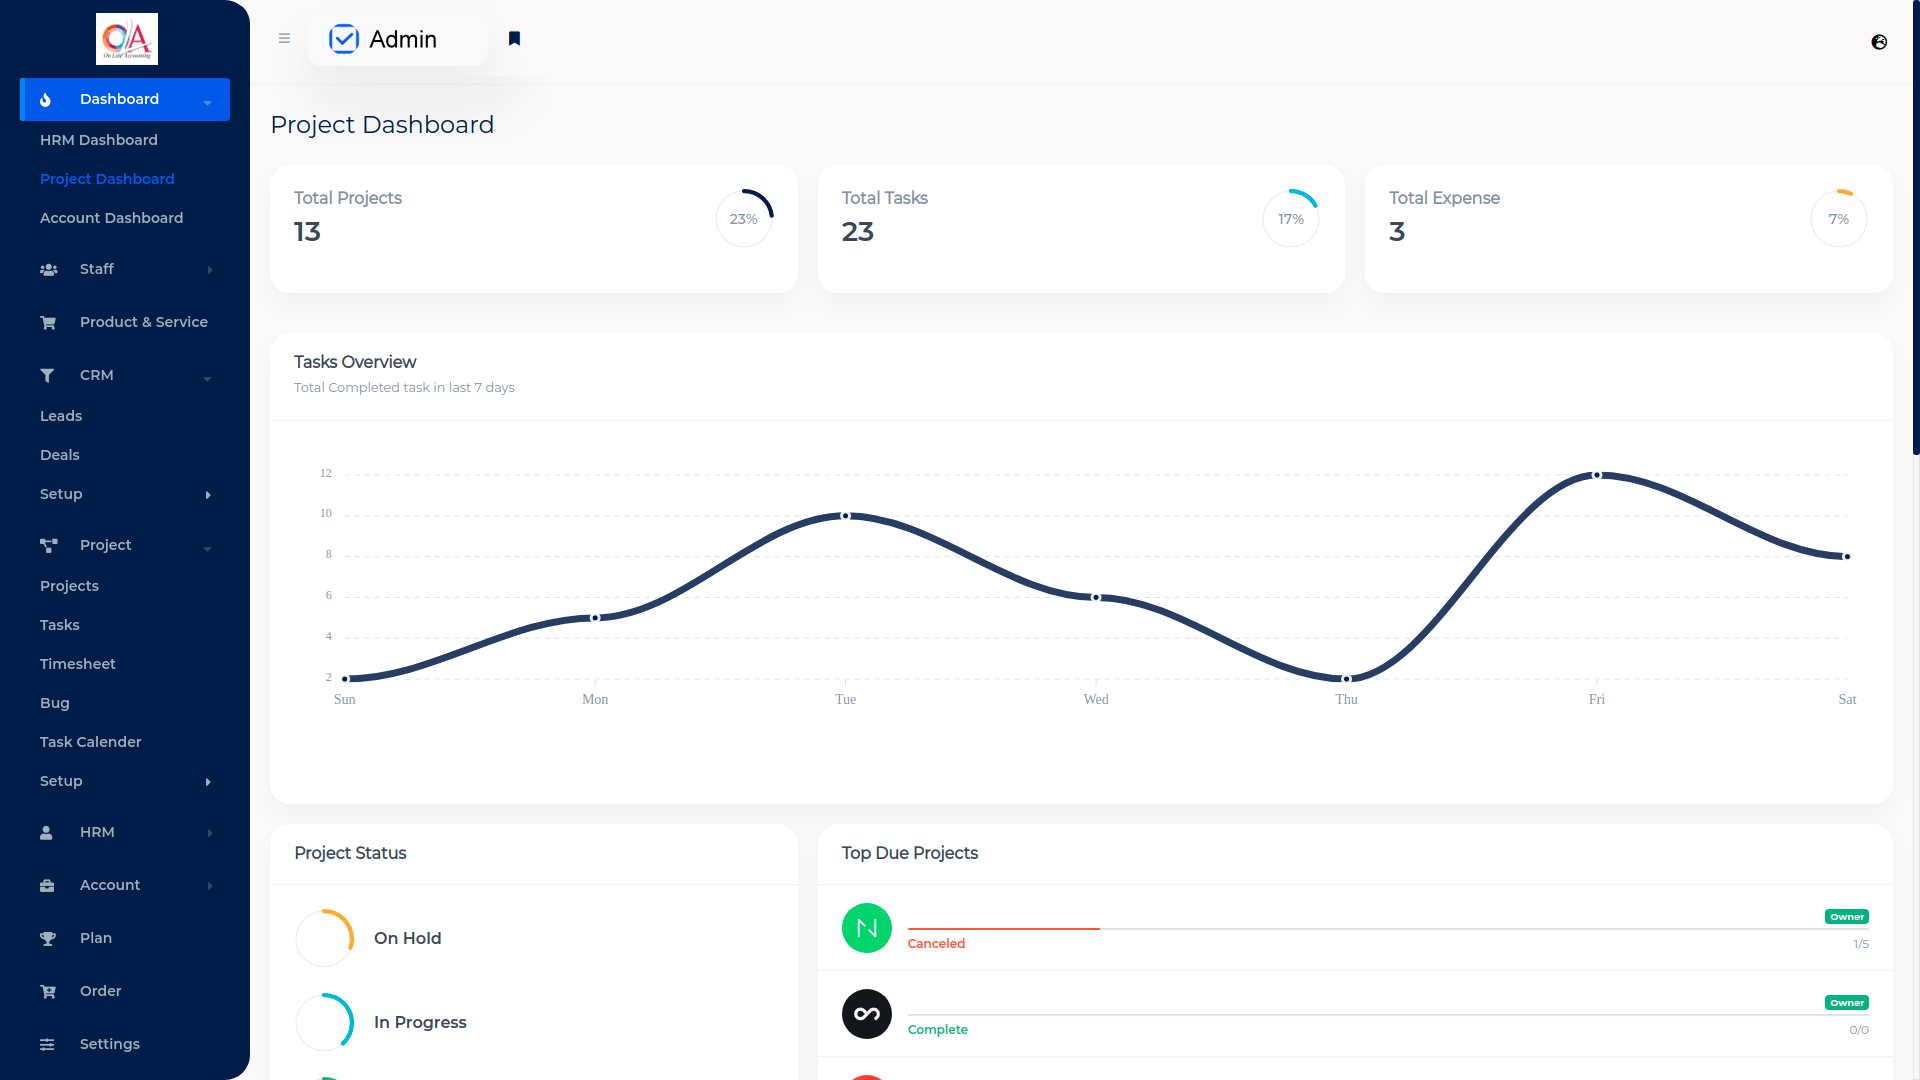 On Line Accounting
Dashboard
HRM Dashboard
Project Dashboard
Account Dashboard
Staff
Product & Service
CRM
Leads
Deals
Setup
Project
Projects
Tasks
Timesheet
Bug
Task Calender
Setup
HRM
Account
Plan
Order
Settings
Admin
Project Dashboard
Total Projects
13
23%
Total Tasks
23
17%
Total Expense
3
7%
Tasks Overview
Total Completed task in last 7 days
12
10
8
6
4
2
Sun Mon Tue Wed Thu Fri Sat
Project Status
On Hold
In Progress
Top Due Projects
Owner
Canceled 1/5
Owner
Complete 0/0